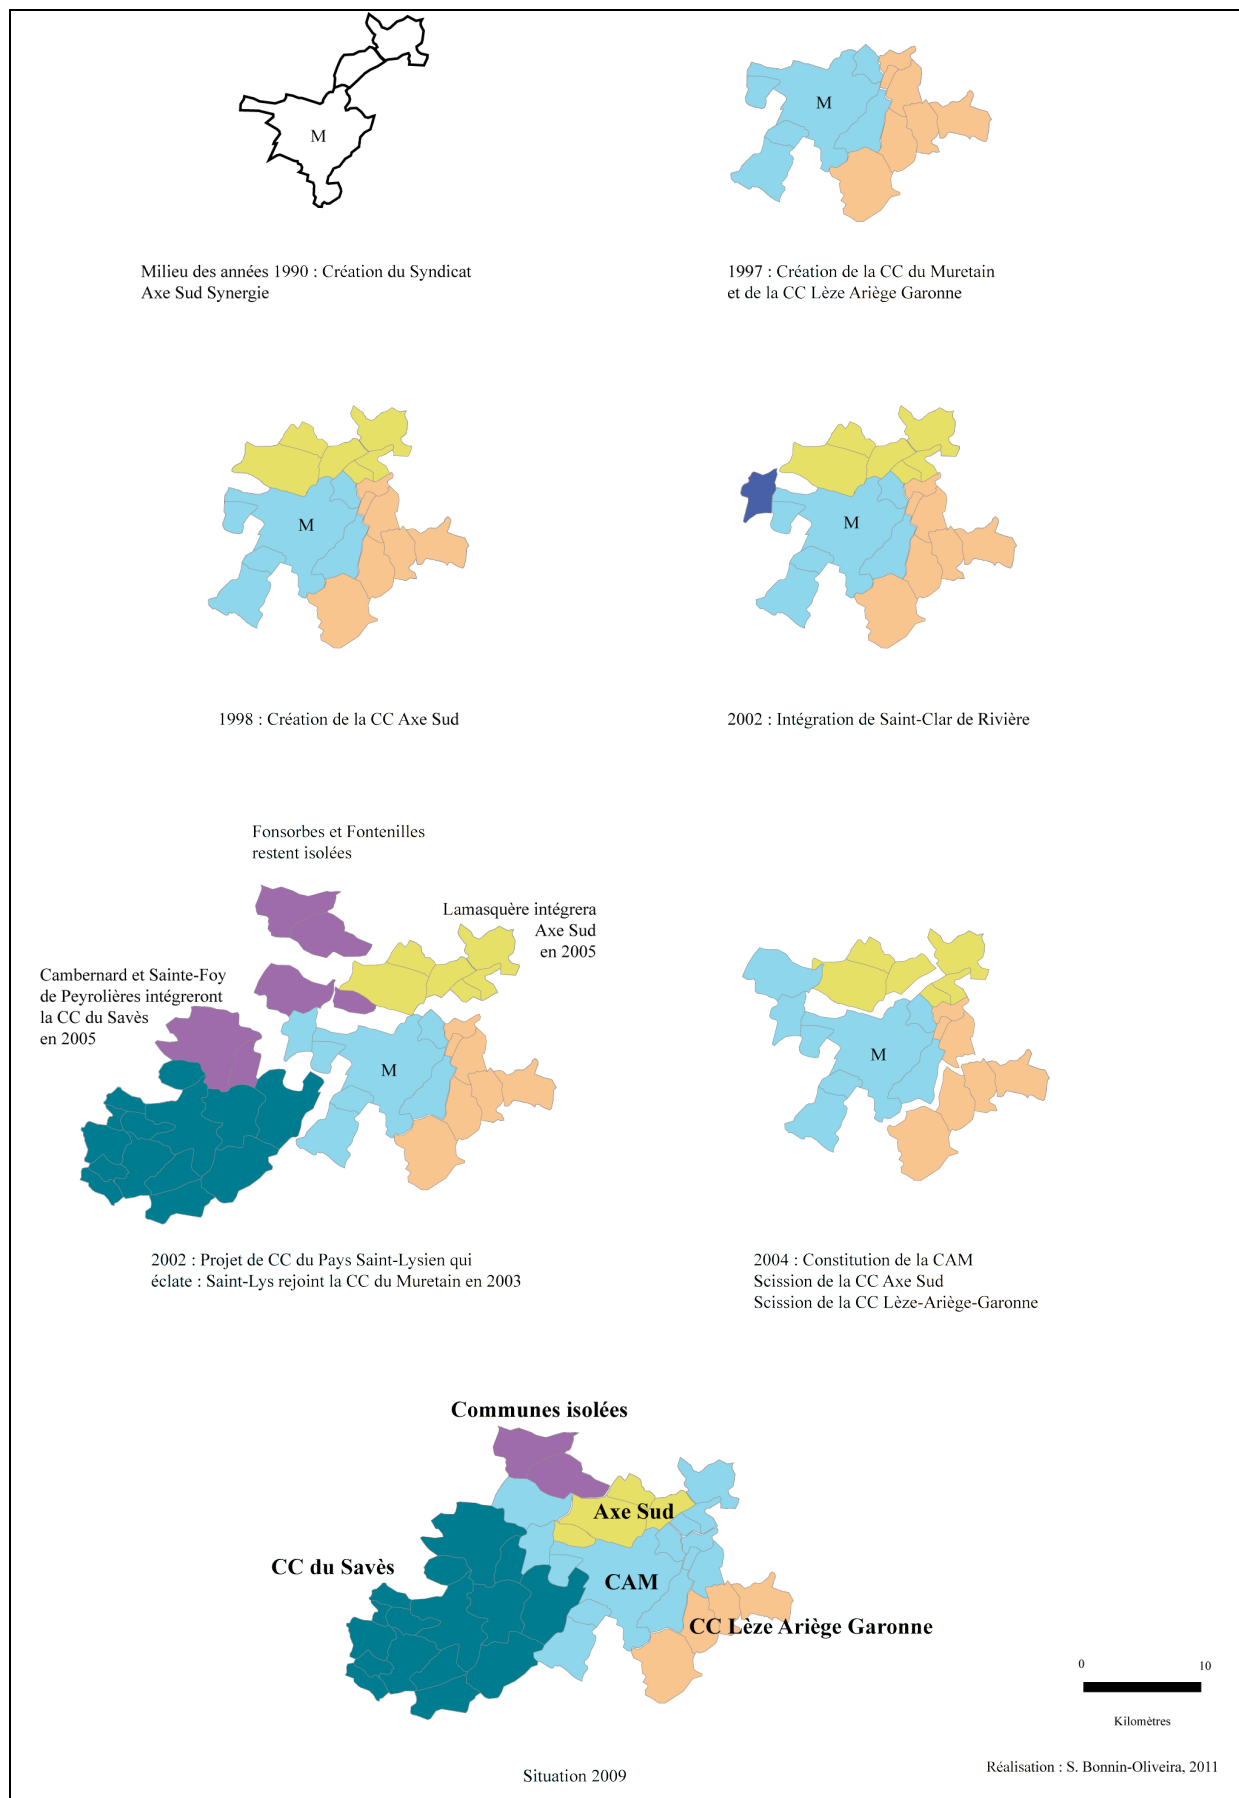 M
M
Milieu des années 1990 : Création du Syndicat
Axe Sud Synergie
1997 : Création de la CC du Muretain
et de la CC Lèze Ariège Garonne
M
M
1998 : Création de la CC Axe Sud
2002 : Intégration de Saint-Clar de Rivière
Fonsorbes et Fontenilles
restent isolées
Lamasquère intégrera
Axe Sud
en 2005
Cambernard et Sainte-Foy
de Peyrolières intégreront
la CC du Savès
en 2005
M
M
2002 : Projet de CC du Pays Saint-Lysien qui
éclate : Saint-Lys rejoint la CC du Muretain en 2003
2004 : Constitution de la CAM
Scission de la CC Axe Sud
Scission de la CC Lèze-Ariège-Garonne
Communes isolées
Axe Sud
CC du Savès
CAM
CC Lèze Ariège Garonne
0 10
Kilomètres
Situation 2009
Réalisation : S. Bonnin-Oliveira, 2011